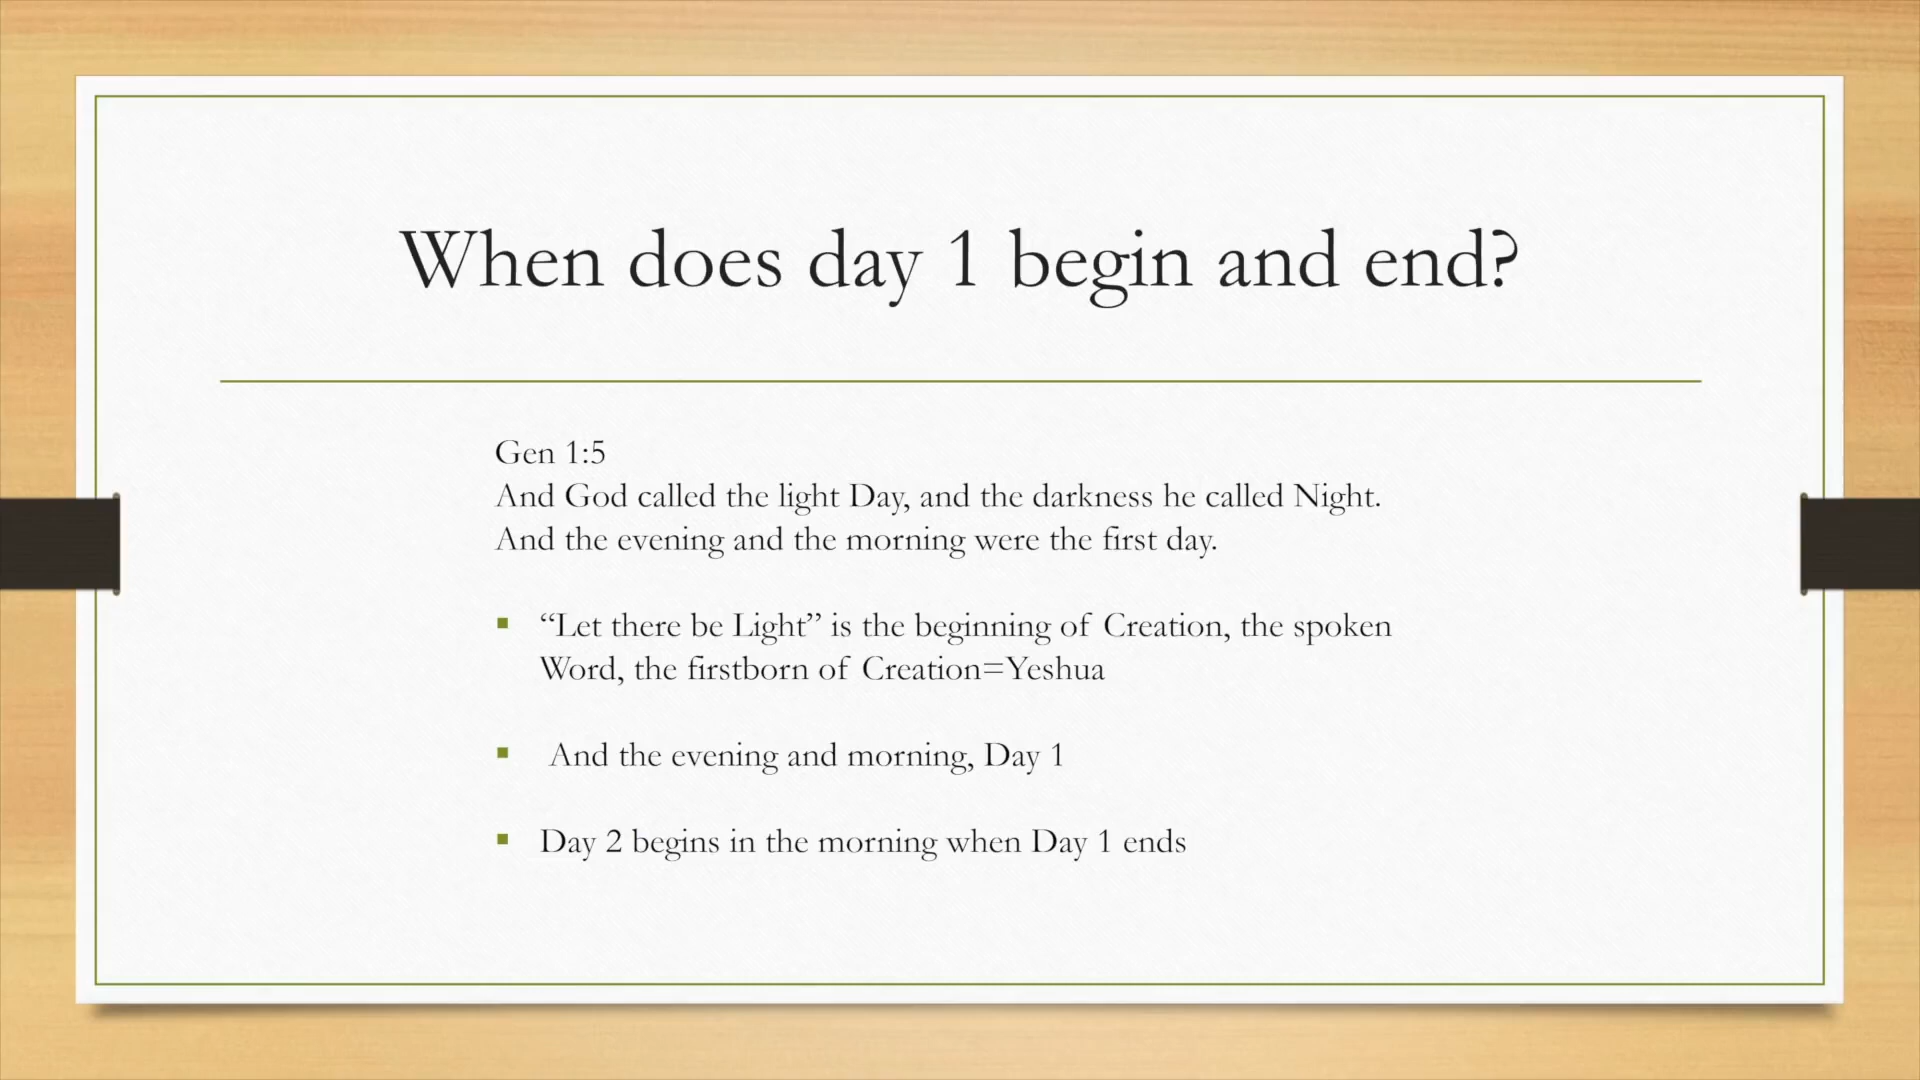 When does day 1 begin and end?
Gen 1:5
And God called the light Day, and the darkness he called Night.
And the evening and the morning were the first day.
“Let there be Light” is the beginning of Creation, the spoken
Word, the firstborn of Creation=Yeshua
And the evening and morning, Day 1
Day 2 begins in the morning when Day 1 ends